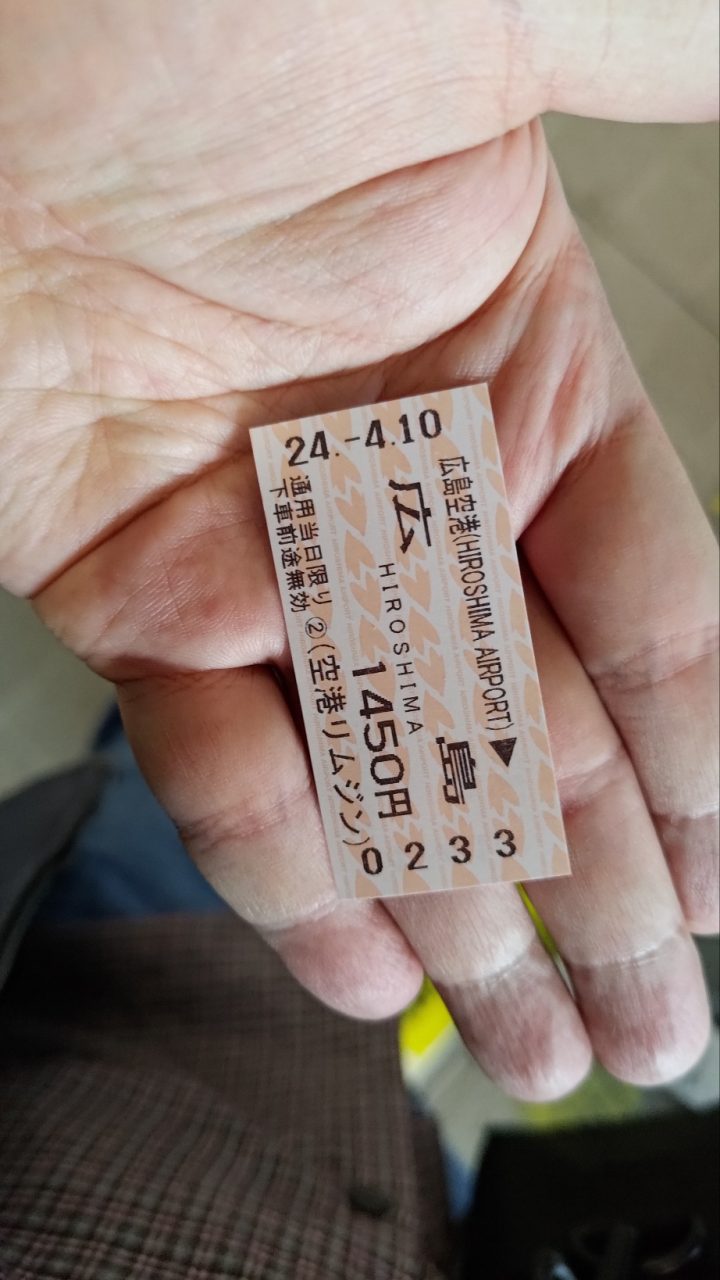 24.-4.10
広島空港(HIROSHIMA AIRPORT)▶
広島
HIROSHIMA
1450円
通用当日限り
下車前途無効
②(空港リムジン)
0233